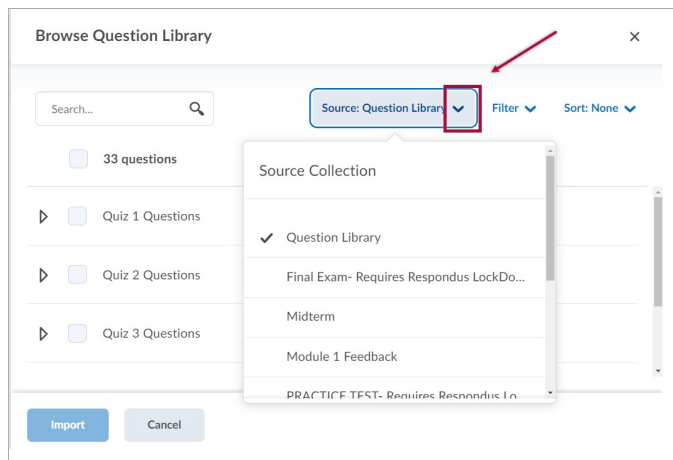 Browse Question Library
Search...
Source: Question Library
Filter
Sort: None
33 questions
Source Collection
Quiz 1 Questions
Question Library
Quiz 2 Questions
Final Exam- Requires Respondus LockDo...
Midterm
Quiz 3 Questions
Module 1 Feedback
PRACTICE TEST- Requires Respondus Lo...
Import
Cancel